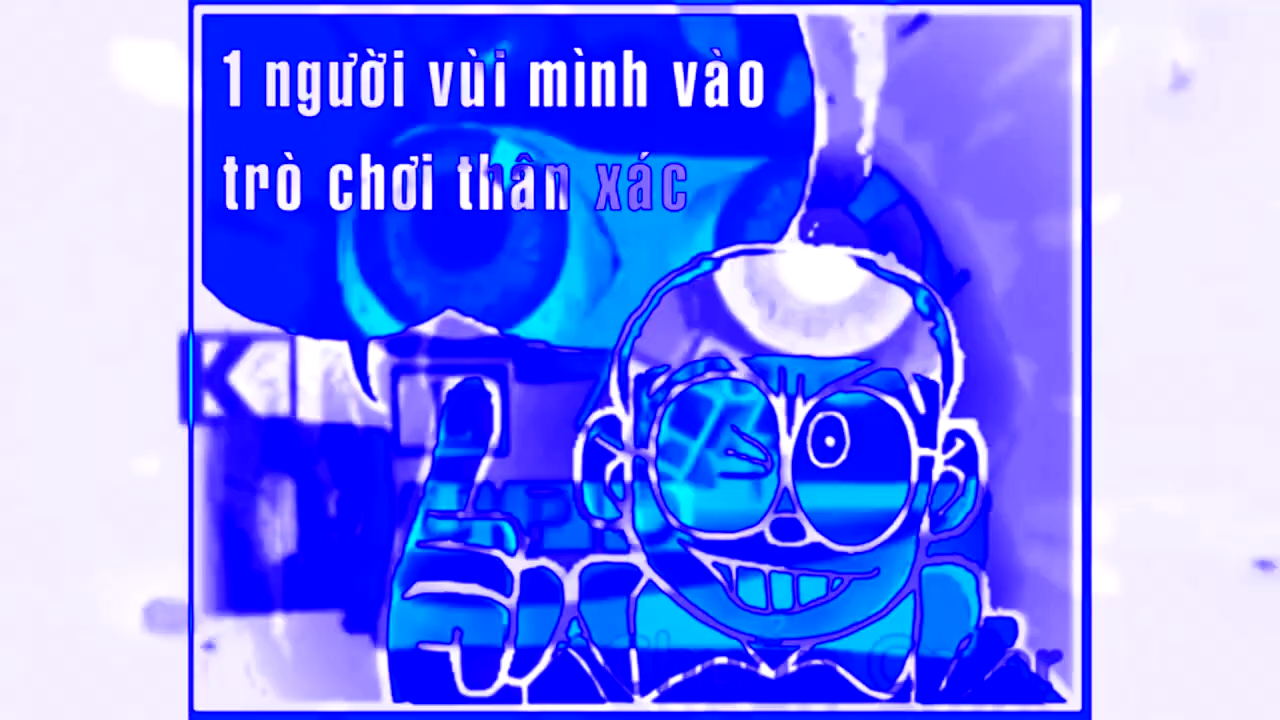 1 người vùi mình vào
trò chơi thân xác